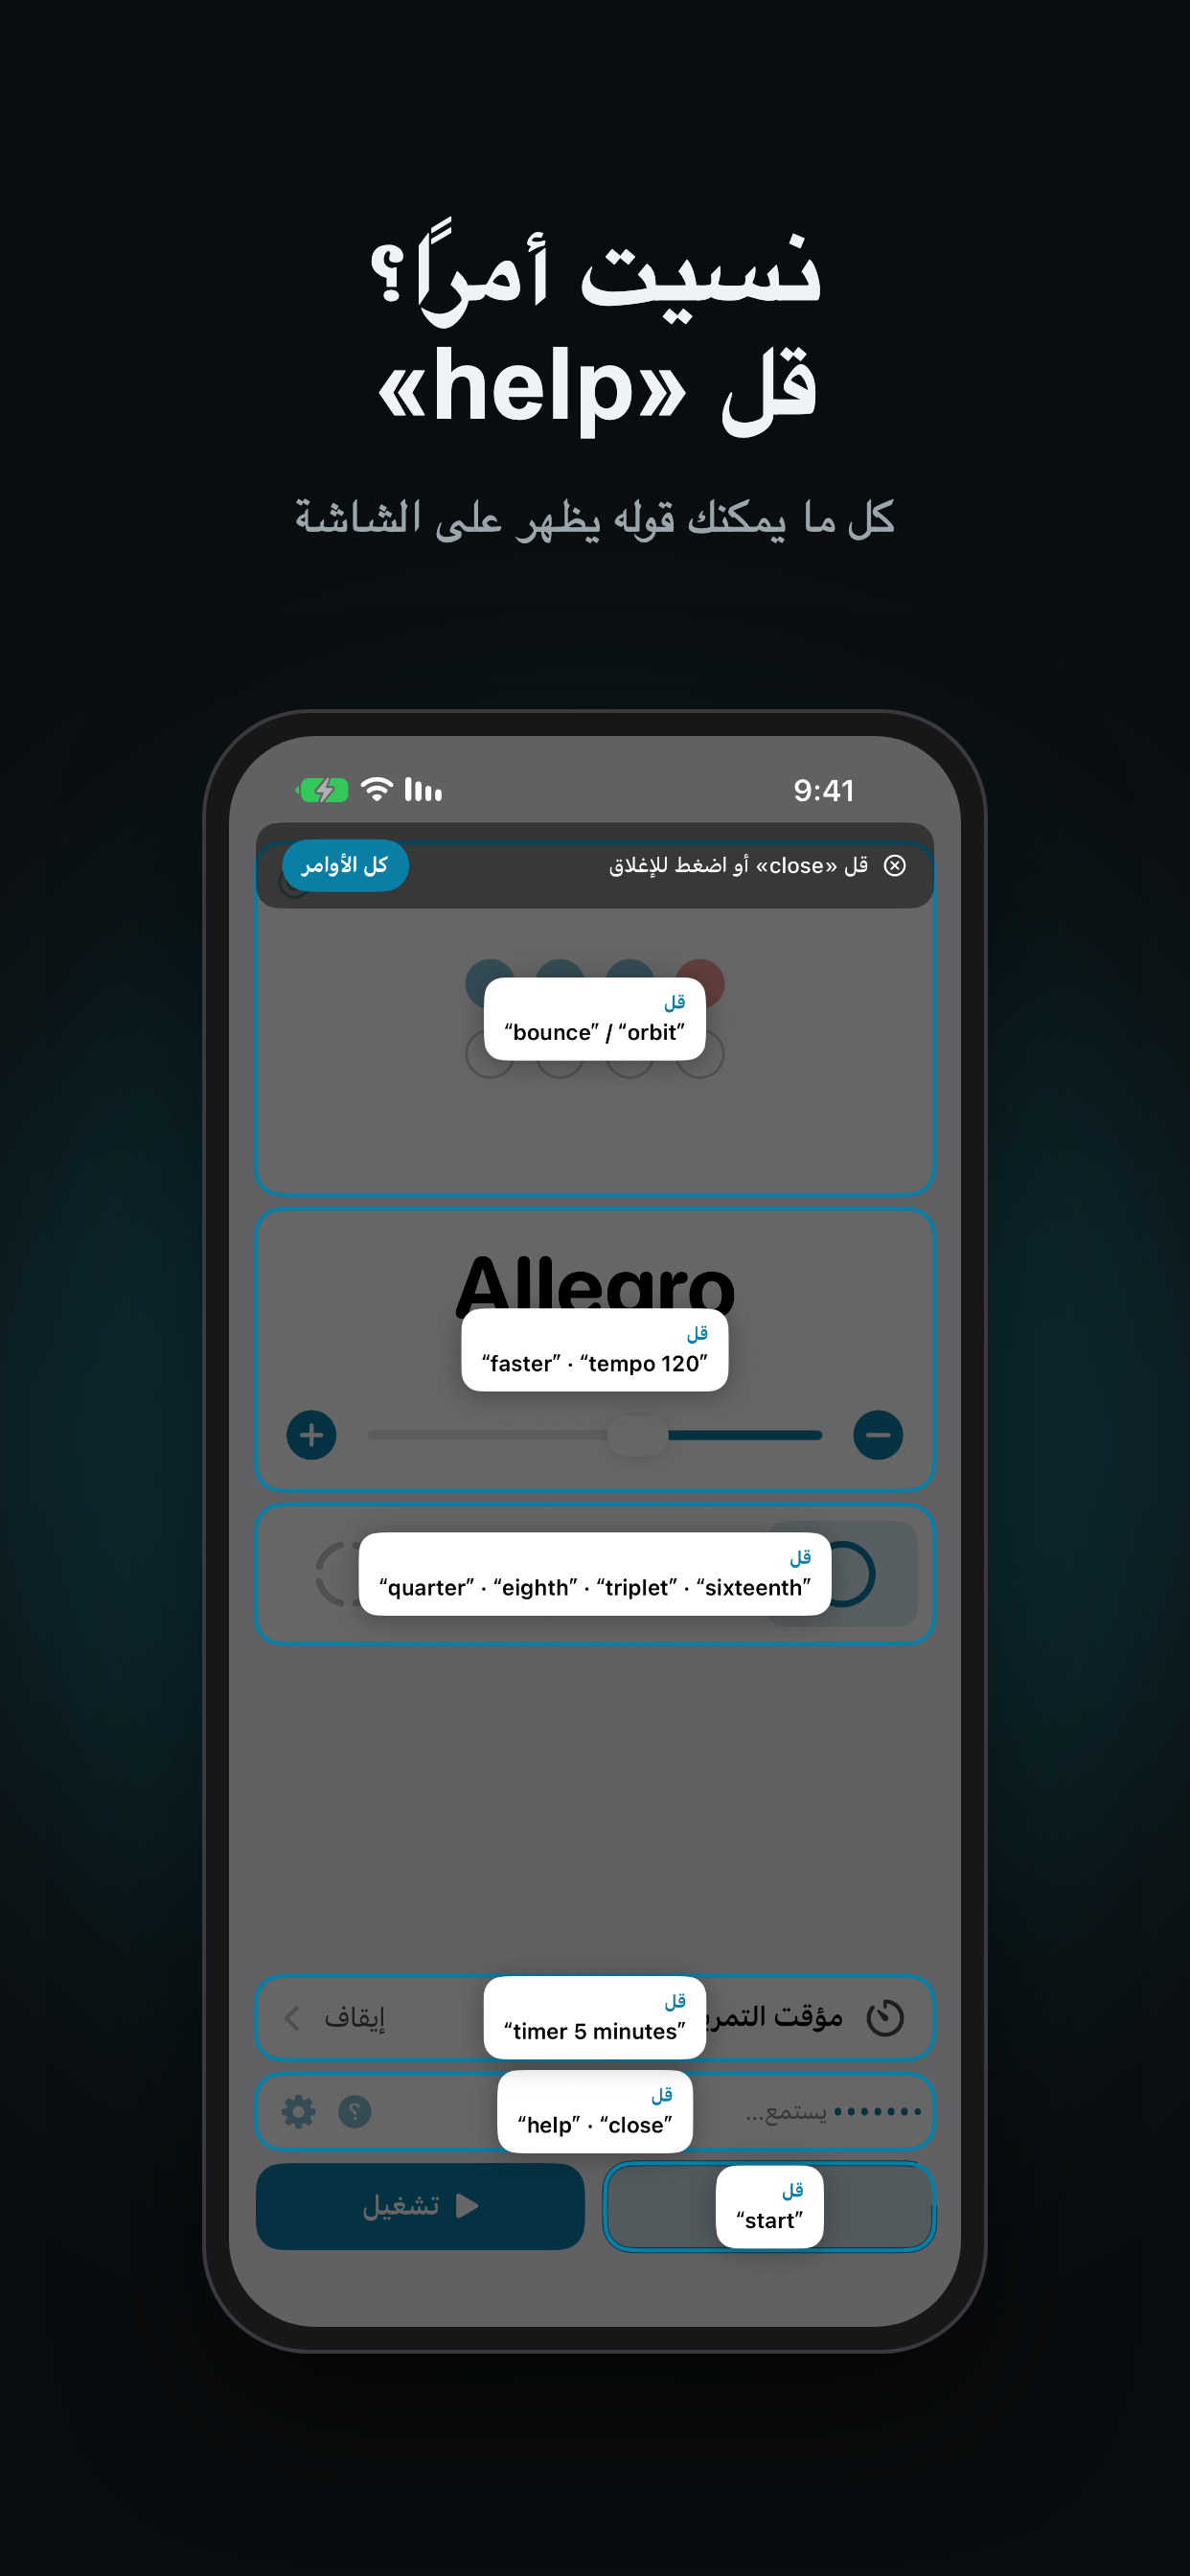 نسيت أمرًا؟
قل «help»
كل ما يمكنك قوله يظهر على الشاشة
9:41
قل «close» أو اضغط للإغلاق
كل الأوامر
قل
“bounce” / “orbit”
Allegro
قل
“faster” · “tempo 120”
قل
“quarter” · “eighth” · “triplet” · “sixteenth”
مؤقت التمرين
إيقاف
قل
“timer 5 minutes”
يستمع...
قل
“help” · “close”
قل
“start”
تشغيل